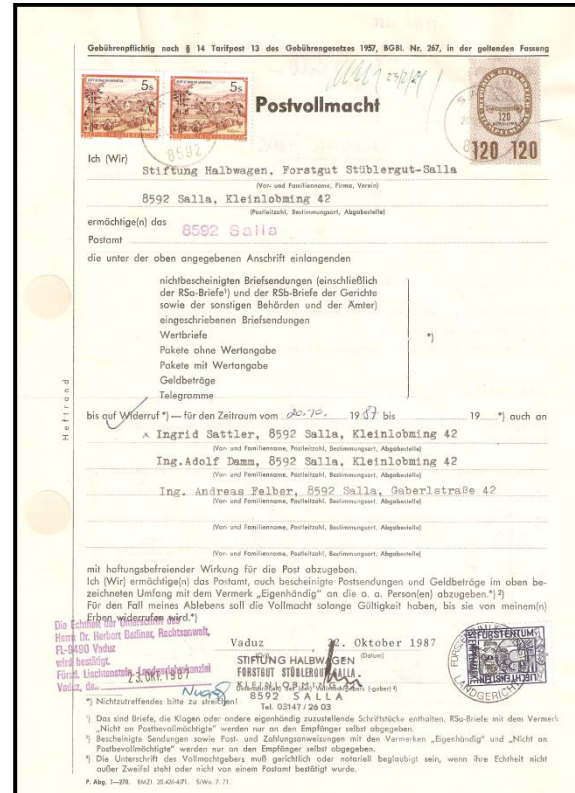 Gebührenpflichtig nach § 14 Tarifpost 13 des Gebührengesetzes 1957, BGBl. Nr. 267, in der geltenden Fassung
5s 5s
8592
Postvollmacht
120
120 120
Ich (Wir)
Stiftung Halbwagen, Forstgut Stüblergut-Salla
(Vor- und Familienname, Firma, Verein)
8592 Salla, Kleinlobming 42
(Postleitzahl, Bestimmungsort, Abgabestelle)
ermächtige(n) das
Postamt 8592 Salla
die unter der oben angegebenen Anschrift einlangenden
nichtbescheinigten Briefsendungen (einschließlich
der RSa-Briefe¹) und der RSb-Briefe der Gerichte
sowie der sonstigen Behörden und der Ämter)
eingeschriebenen Briefsendungen
Wertbriefe
*)
Pakete ohne Wertangabe
Pakete mit Wertangabe
Geldbeträge
Telegramme
Heftrand
bis auf Widerruf *) — für den Zeitraum vom 20.10. 1987 bis 19 *) auch an
Ingrid Sattler, 8592 Salla, Kleinlobming 42
(Vor- und Familienname, Postleitzahl, Bestimmungsort, Abgabestelle)
Ing.Adolf Damm, 8592 Salla, Kleinlobming 42
(Vor- und Familienname, Postleitzahl, Bestimmungsort, Abgabestelle)
Ing. Andreas Felber, 8592 Salla, Gaberlstraße 42
(Vor- und Familienname, Postleitzahl, Bestimmungsort, Abgabestelle)
(Vor- und Familienname, Postleitzahl, Bestimmungsort, Abgabestelle)
(Vor- und Familienname, Postleitzahl, Bestimmungsort, Abgabestelle)
mit haftungsbefreiender Wirkung für die Post abzugeben.
Ich (Wir) ermächtige(n) das Postamt, auch bescheinigte Postsendungen und Geldbeträge im oben be-
zeichneten Umfang mit dem Vermerk „Eigenhändig“ an die o. a. Person(en) abzugeben.*) ²)
Für den Fall meines Ablebens soll die Vollmacht solange Gültigkeit haben, bis sie von meinem(n)
Erben widerrufen wird.*)
Die Echtheit der Unterschrift des
Herrn Dr. Herbert Batliner, Rechtsanwalt,
FL-9490 Vaduz
wird bestätigt.
Fürstl. Liechtenstein. Landgerichtskanzlei
Vaduz, den 23. OKT. 1987
Vaduz, 22. Oktober 1987
(Datum)
STIFTUNG HALBWAGEN
FORSTGUT STÜBLERGUT SALLA
KLEINLOBMING
8592 SALLA
Tel. 03147 / 26 03
FÜRSTENTUM
LANDGERICHT
*) Nichtzutreffendes bitte zu streichen!
¹) Das sind Briefe, die Klagen oder andere eigenhändig zuzustellende Schriftstücke enthalten. RSa-Briefe mit dem Vermerk
„Nicht an Postbevollmächtigte“ werden nur an den Empfänger selbst abgegeben.
²) Bescheinigte Sendungen sowie Post- und Zahlungsanweisungen mit den Vermerken „Eigenhändig“ und „Nicht an
Postbevollmächtigte“ werden nur an den Empfänger selbst abgegeben.
³) Die Unterschrift des Vollmachtgebers muß gerichtlich oder notariell beglaubigt sein, wenn ihre Echtheit nicht
außer Zweifel steht oder nicht von einem Postamt bestätigt wurde.